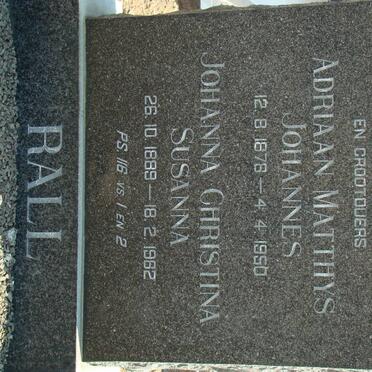 EN GROOTOUERS
ADRIAAN MATTHYS
JOHANNES
12.8.1878 – 4.4.1950
JOHANNA CHRISTINA
SUSANNA
26.10.1889 – 18.2.1962
PS. 116 VS. 1 EN 2
RALL